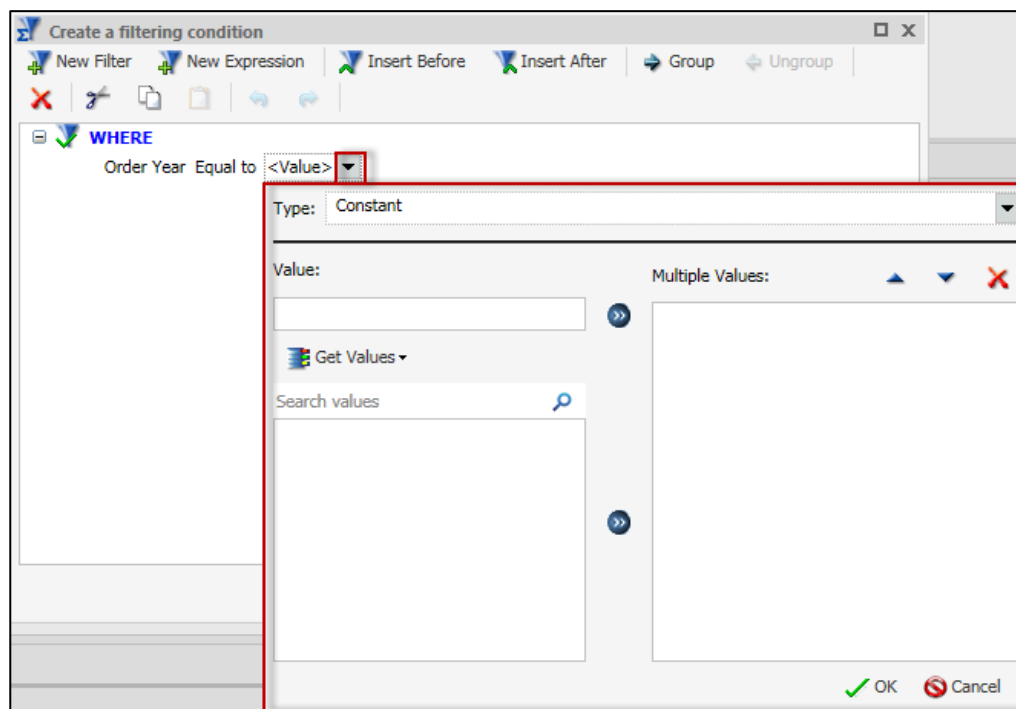 Create a filtering condition
New Filter New Expression Insert Before Insert After Group Ungroup
WHERE
Order Year Equal to <Value>
Type: Constant
Value:
Multiple Values:
Get Values
Search values
OK Cancel